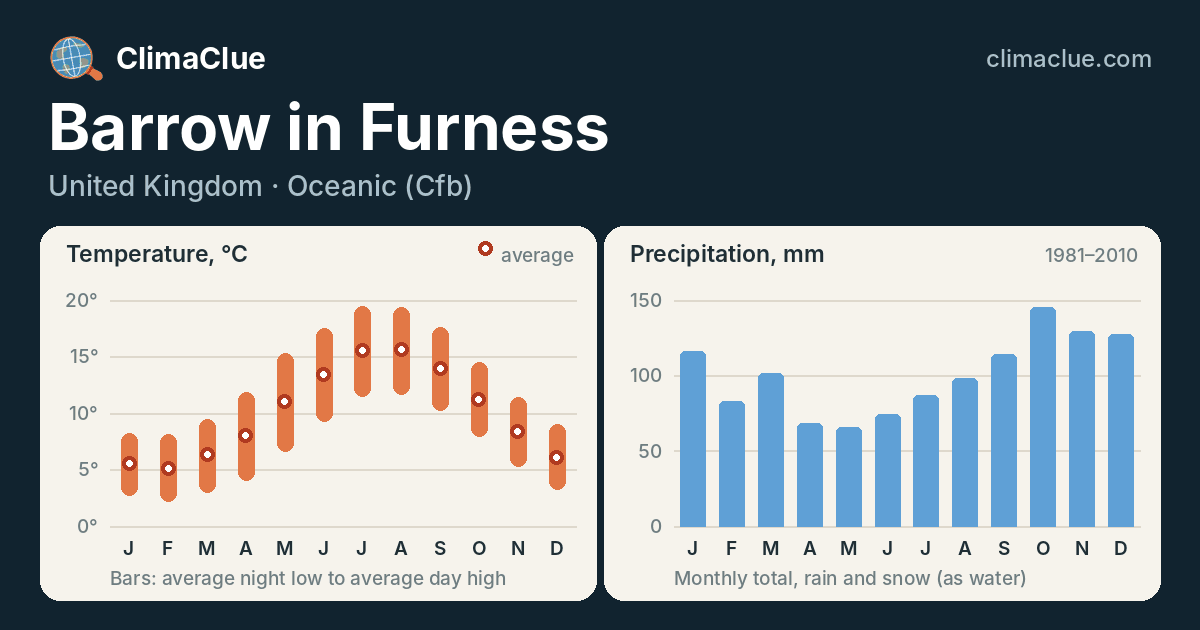 ClimaClue
climaclue.com
Barrow in Furness
United Kingdom · Oceanic (Cfb)
Temperature, °C
average
20°
15°
10°
5°
0°
J F M A M J J A S O N D
Bars: average night low to average day high
Precipitation, mm
1981–2010
150
100
50
0
J F M A M J J A S O N D
Monthly total, rain and snow (as water)